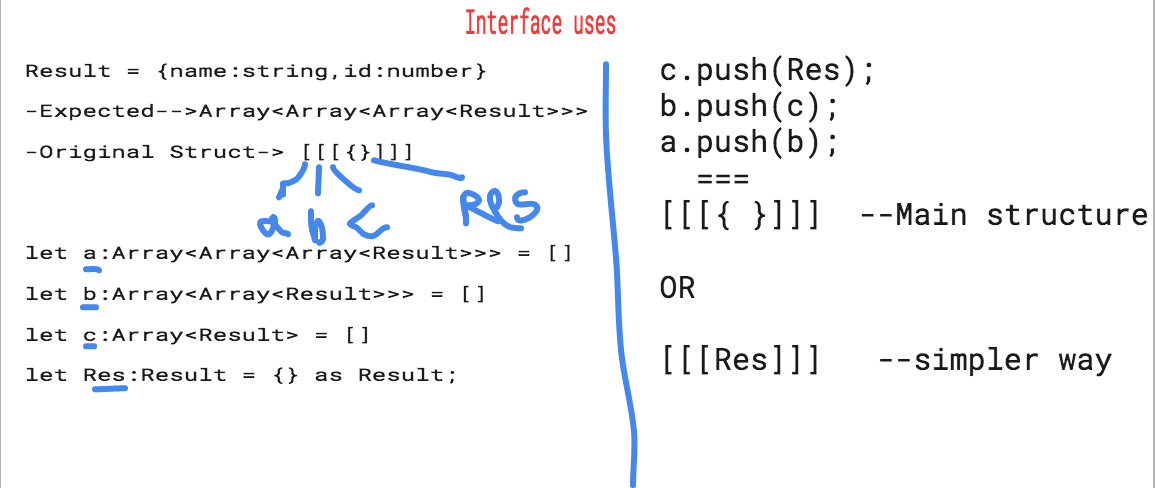 Interface uses
Result = {name:string,id:number}
-Expected-->Array<Array<Array<Result>>>
-Original Struct-> [[[{}]]]
a b c Res
let a:Array<Array<Array<Result>>> = []
let b:Array<Array<Result>>> = []
let c:Array<Result> = []
let Res:Result = {} as Result;
c.push(Res);
b.push(c);
a.push(b);
===
[[[{ }]]] --Main structure
OR
[[[Res]]] --simpler way